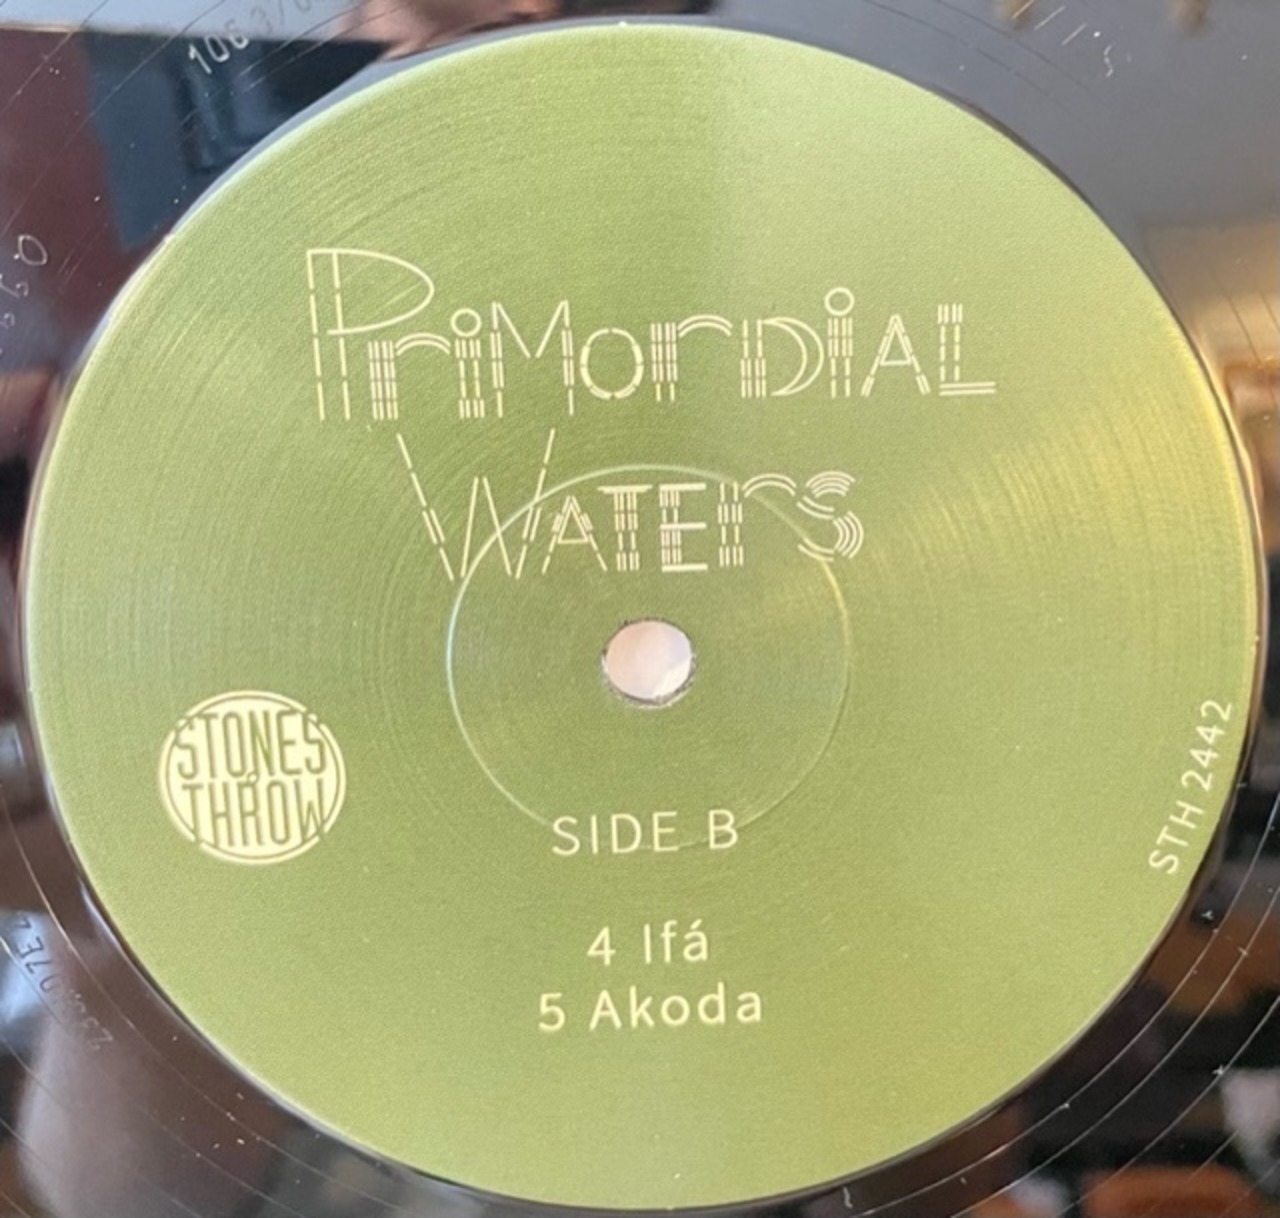 PriMordiAL
WATErS
STONES
THROW
SIDE B
STH 2442
4 Ifá
5 Akoda